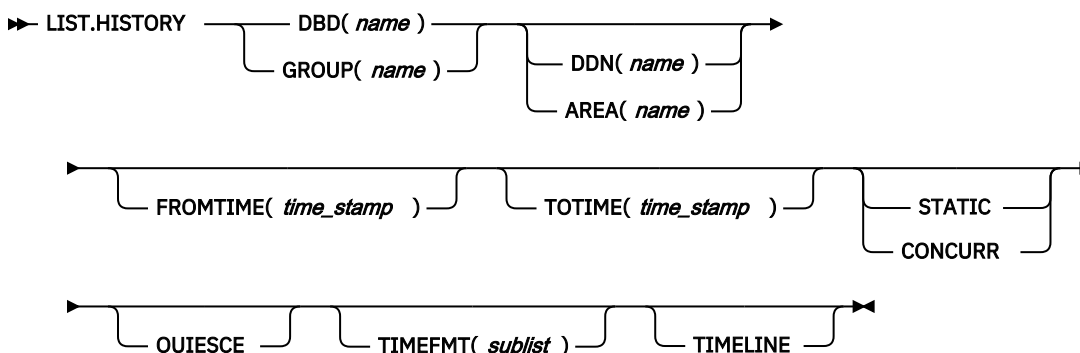 LIST.HISTORY DBD( name )
GROUP( name )
DDN( name )
AREA( name )
FROMTIME( time_stamp ) TOTIME( time_stamp ) STATIC
CONCURR
QUIESCE TIMEFMT( sublist ) TIMELINE